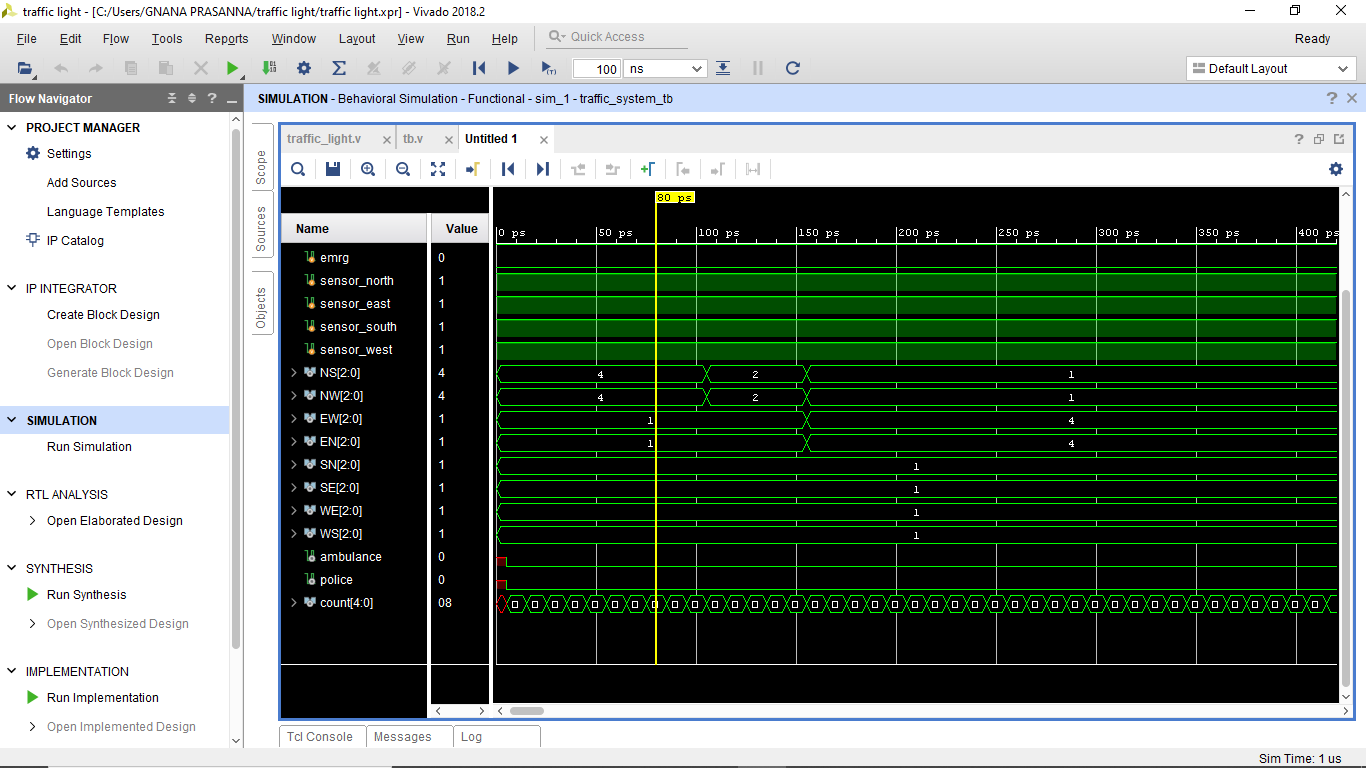 traffic light - [C:/Users/GNANA PRASANNA/traffic light/traffic light.xpr] - Vivado 2018.2
File Edit Flow Tools Reports Window Layout View Run Help Quick Access Ready
100 ns Default Layout
Flow Navigator
SIMULATION - Behavioral Simulation - Functional - sim_1 - traffic_system_tb
PROJECT MANAGER
Settings
Add Sources
Language Templates
IP Catalog
IP INTEGRATOR
Create Block Design
Open Block Design
Generate Block Design
SIMULATION
Run Simulation
RTL ANALYSIS
Open Elaborated Design
SYNTHESIS
Run Synthesis
Open Synthesized Design
IMPLEMENTATION
Run Implementation
Open Implemented Design
Scope
Sources
Objects
traffic_light.v tb.v Untitled 1
80 ps
Name Value
0 ps 50 ps 100 ps 150 ps 200 ps 250 ps 300 ps 350 ps 400 ps
emrg 0
sensor_north 1
sensor_east 1
sensor_south 1
sensor_west 1
NS[2:0] 4 4 2 1
NW[2:0] 4 4 2 1
EW[2:0] 1 1 4
EN[2:0] 1 1 4
SN[2:0] 1 1
SE[2:0] 1 1
WE[2:0] 1 1
WS[2:0] 1 1
ambulance 0
police 0
count[4:0] 08
Tcl Console Messages Log
Sim Time: 1 us